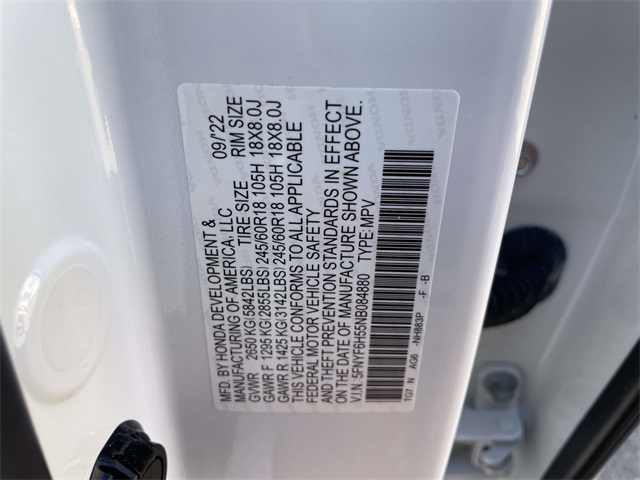 MFD. BY HONDA DEVELOPMENT & 09/'22
MANUFACTURING OF AMERICA, LLC
GVWR 2650 KG(5842LBS) TIRE SIZE RIM SIZE
GAWR F 1295 KG(2855LBS) 245/60R18 105H 18X8.0J
GAWR R 1425 KG(3142LBS) 245/60R18 105H 18X8.0J
THIS VEHICLE CONFORMS TO ALL APPLICABLE
FEDERAL MOTOR VEHICLE SAFETY
AND THEFT PREVENTION STANDARDS IN EFFECT
ON DATE OF MANUFACTURE SHOWN ABOVE.
V.I.N. 5FNYF6H55NB084880 TYPE:MPV
TG7 N AG6 -NH883P -F -B